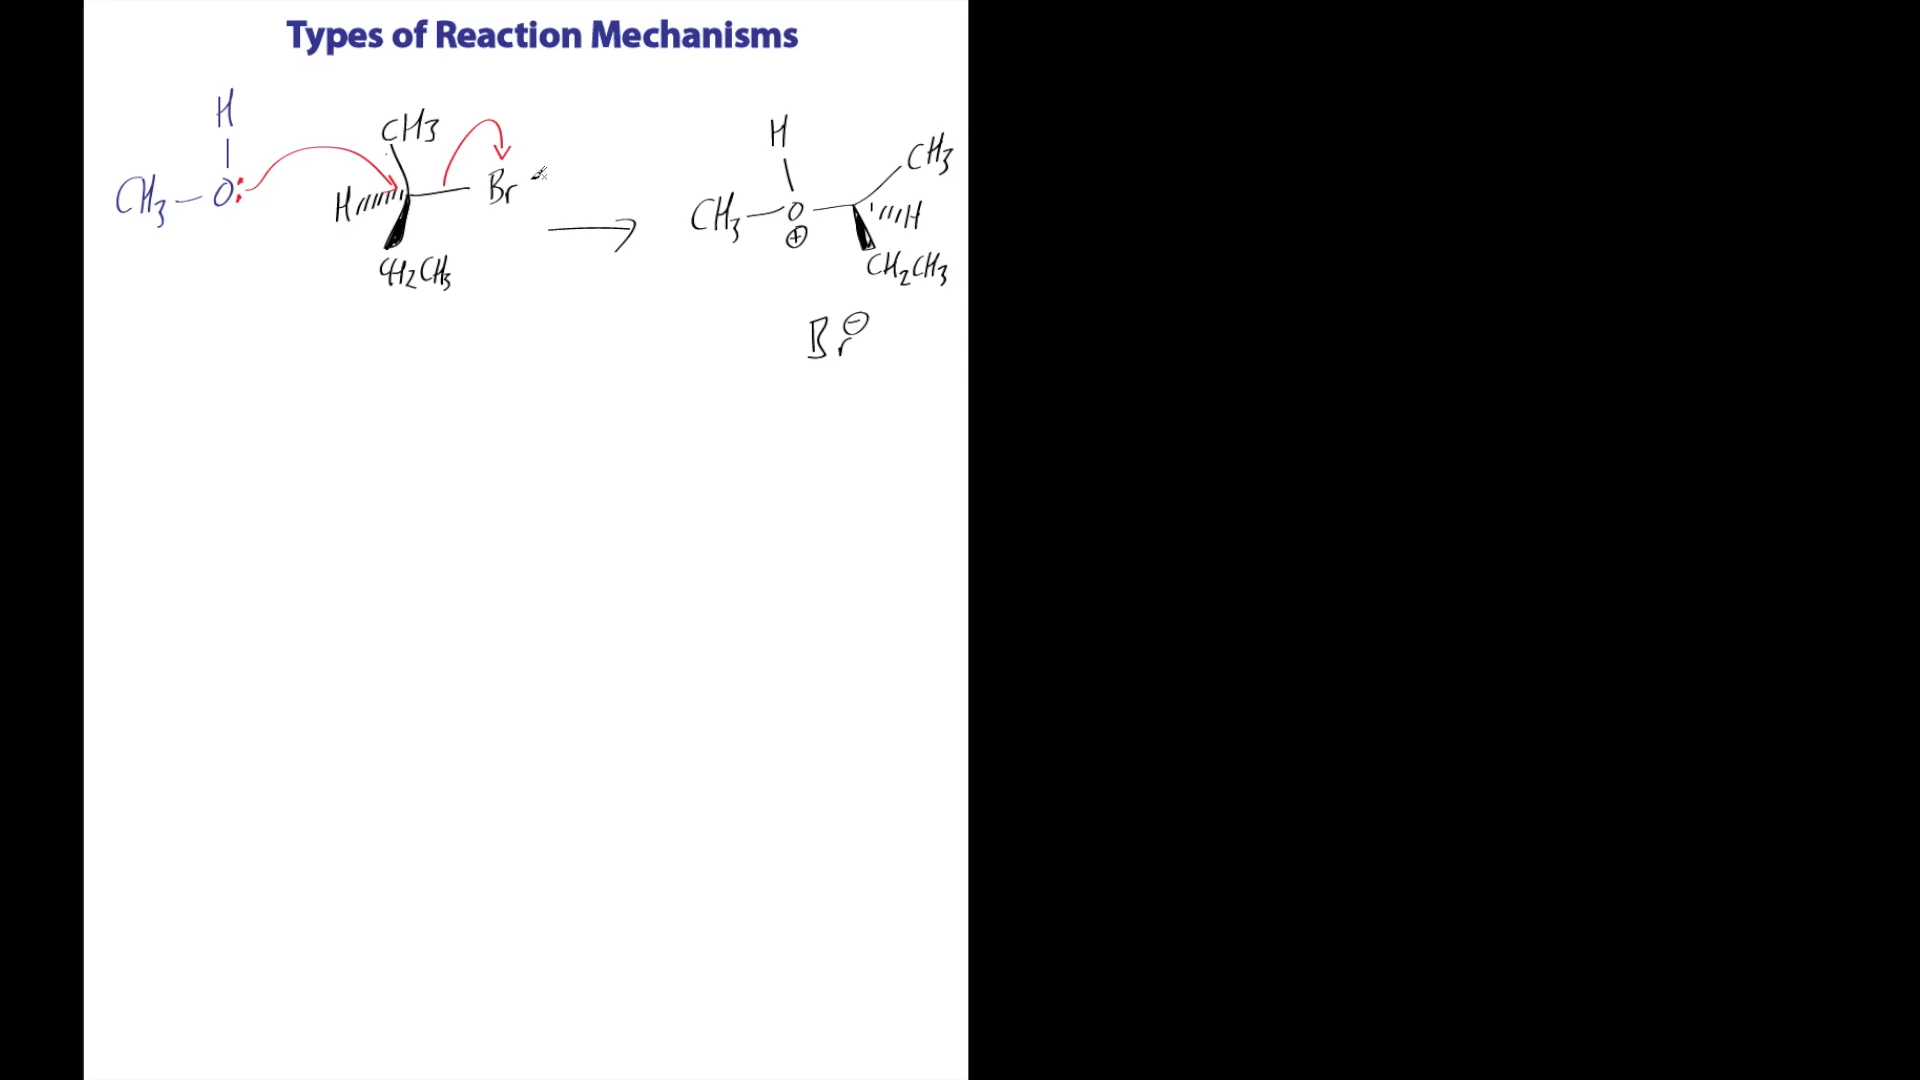 Types of Reaction Mechanisms
H
CH3
H
CH3
CH3 – O:
H
Br
CH3 – O
H
⊕
CH2CH3
CH2CH3
Br⊖